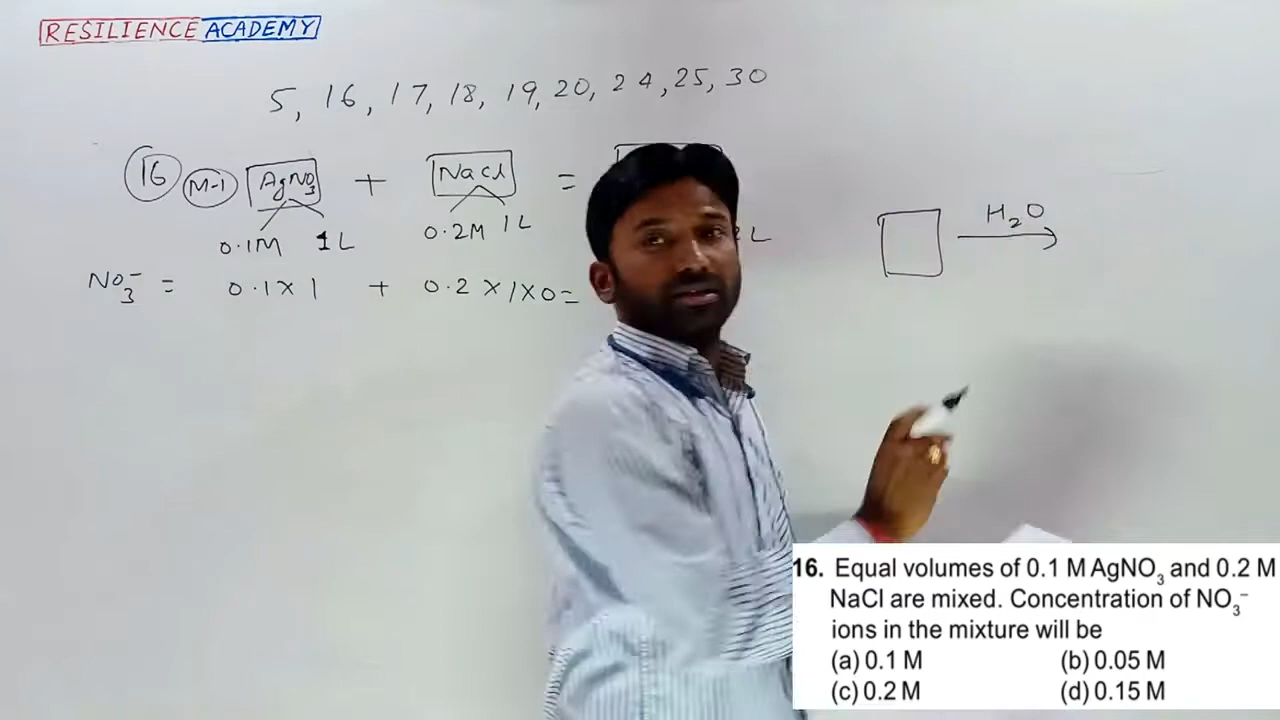 RESILIENCE ACADEMY
5, 16, 17, 18, 19, 20, 24, 25, 30
16 M-1 AgNO₃ + NaCl =
0.1M 1L 0.2M 1L L
H₂O
NO₃⁻ = 0.1×1 + 0.2×1×0=
16. Equal volumes of 0.1 M AgNO₃ and 0.2 M
NaCl are mixed. Concentration of NO₃⁻
ions in the mixture will be
(a) 0.1 M (b) 0.05 M
(c) 0.2 M (d) 0.15 M